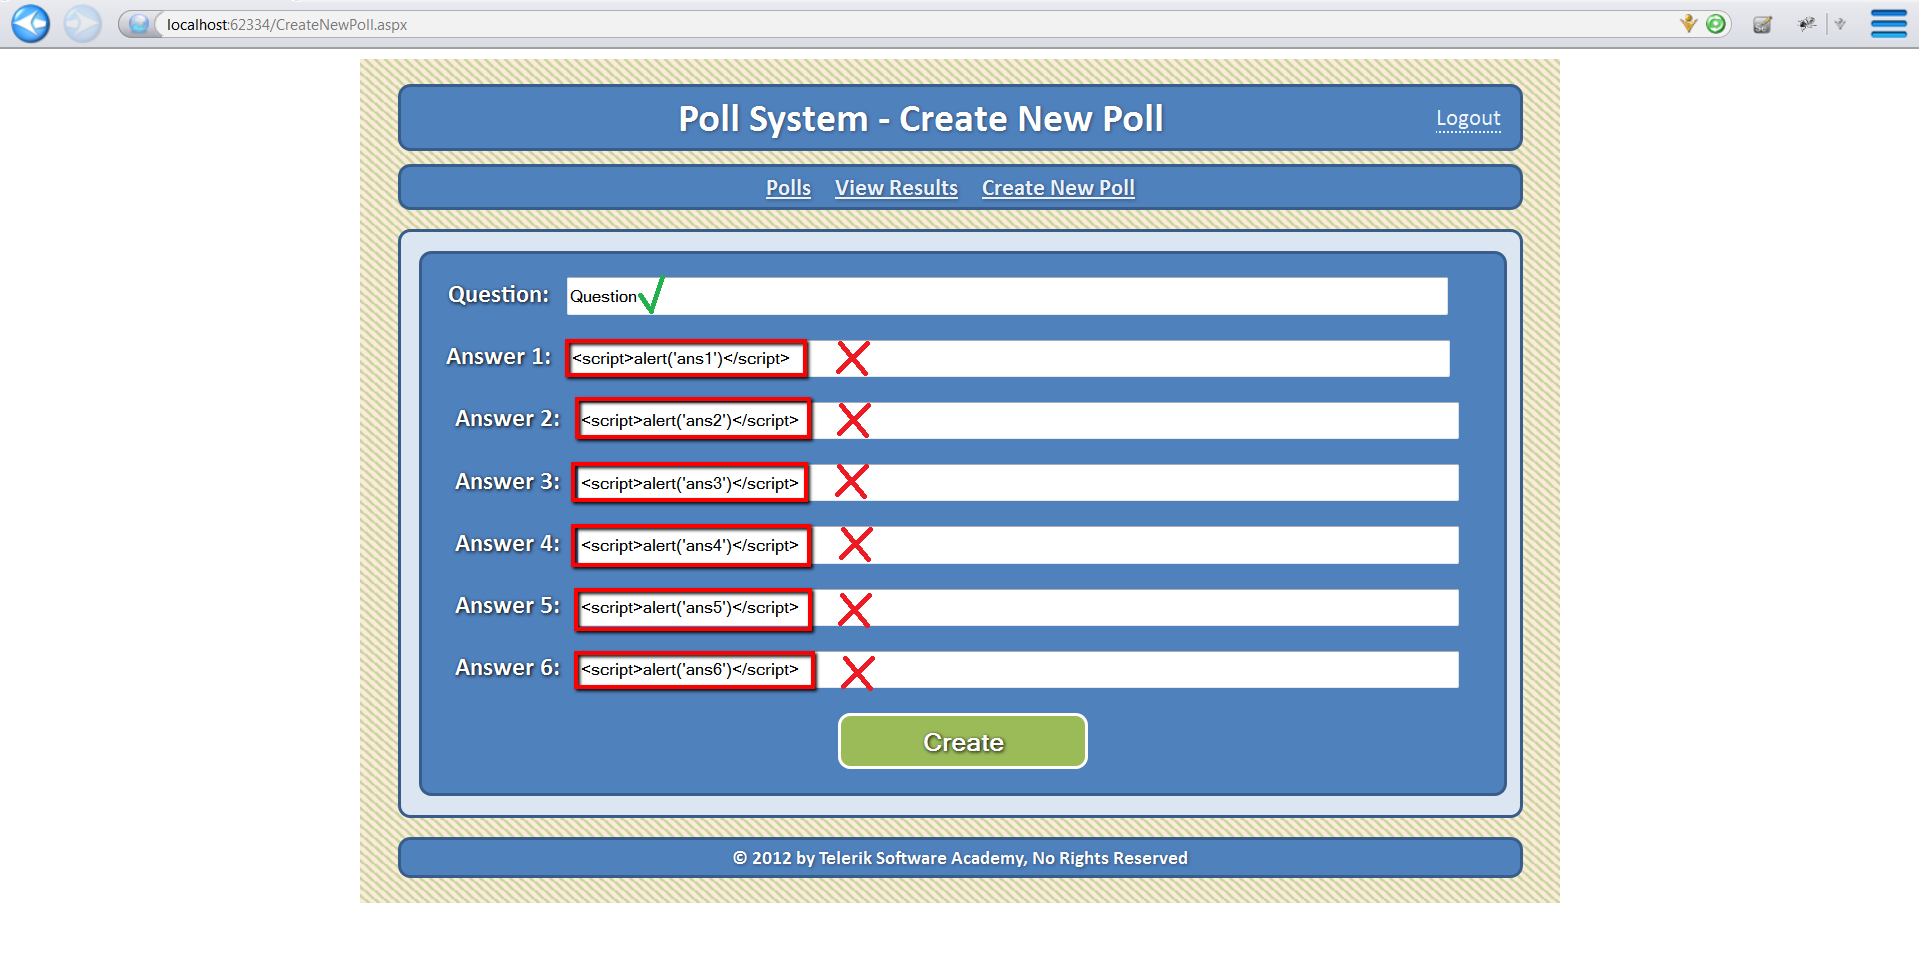 localhost:62334/CreateNewPoll.aspx
Poll System - Create New Poll
Logout
Polls View Results Create New Poll
Question: Question
Answer 1: <script>alert('ans1')</script>
Answer 2: <script>alert('ans2')</script>
Answer 3: <script>alert('ans3')</script>
Answer 4: <script>alert('ans4')</script>
Answer 5: <script>alert('ans5')</script>
Answer 6: <script>alert('ans6')</script>
Create
© 2012 by Telerik Software Academy, No Rights Reserved